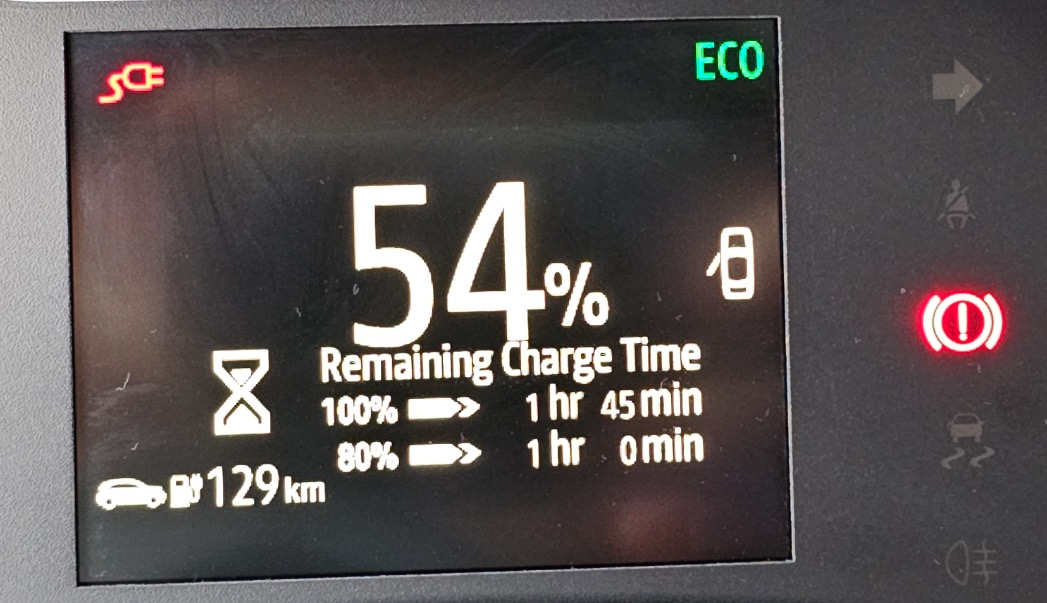 ECO
54%
Remaining Charge Time
100% 1 hr 45 min
80% 1 hr 0 min
129 km